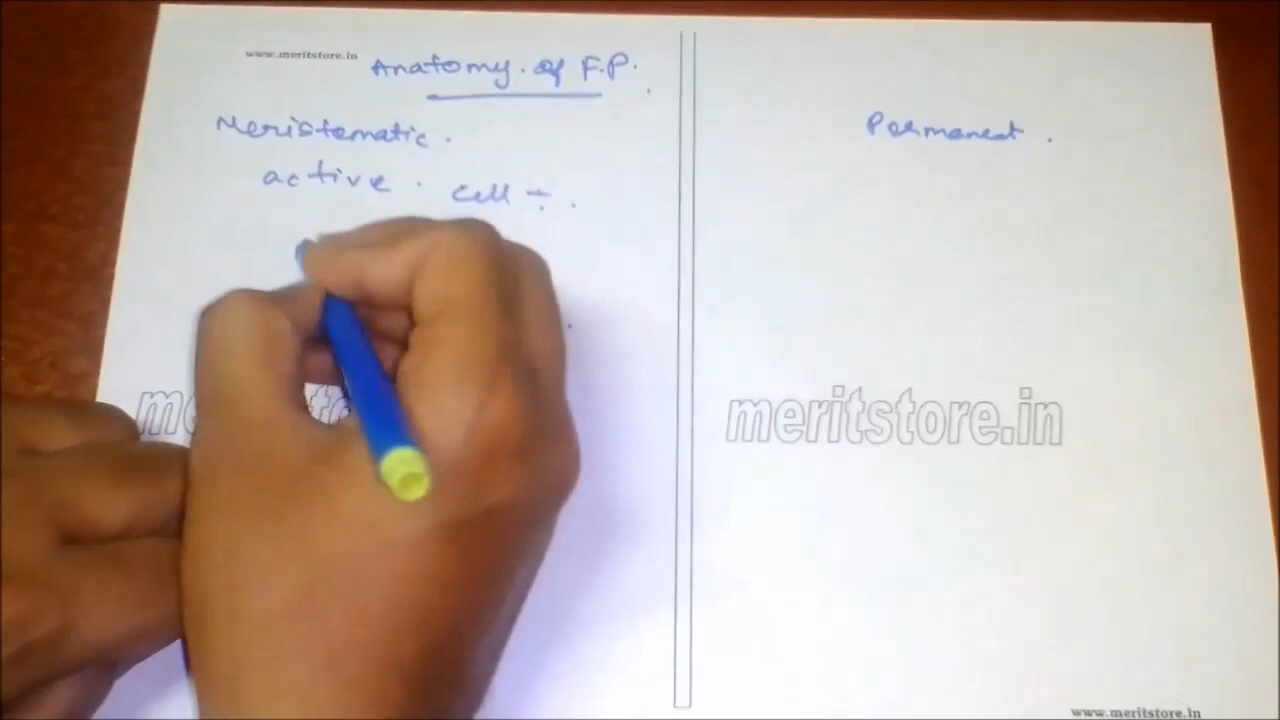 www.meritstore.in
Anatomy of F.P.
Meristematic.
active. cell ÷.
Permanent.
meritstore.in
www.meritstore.in